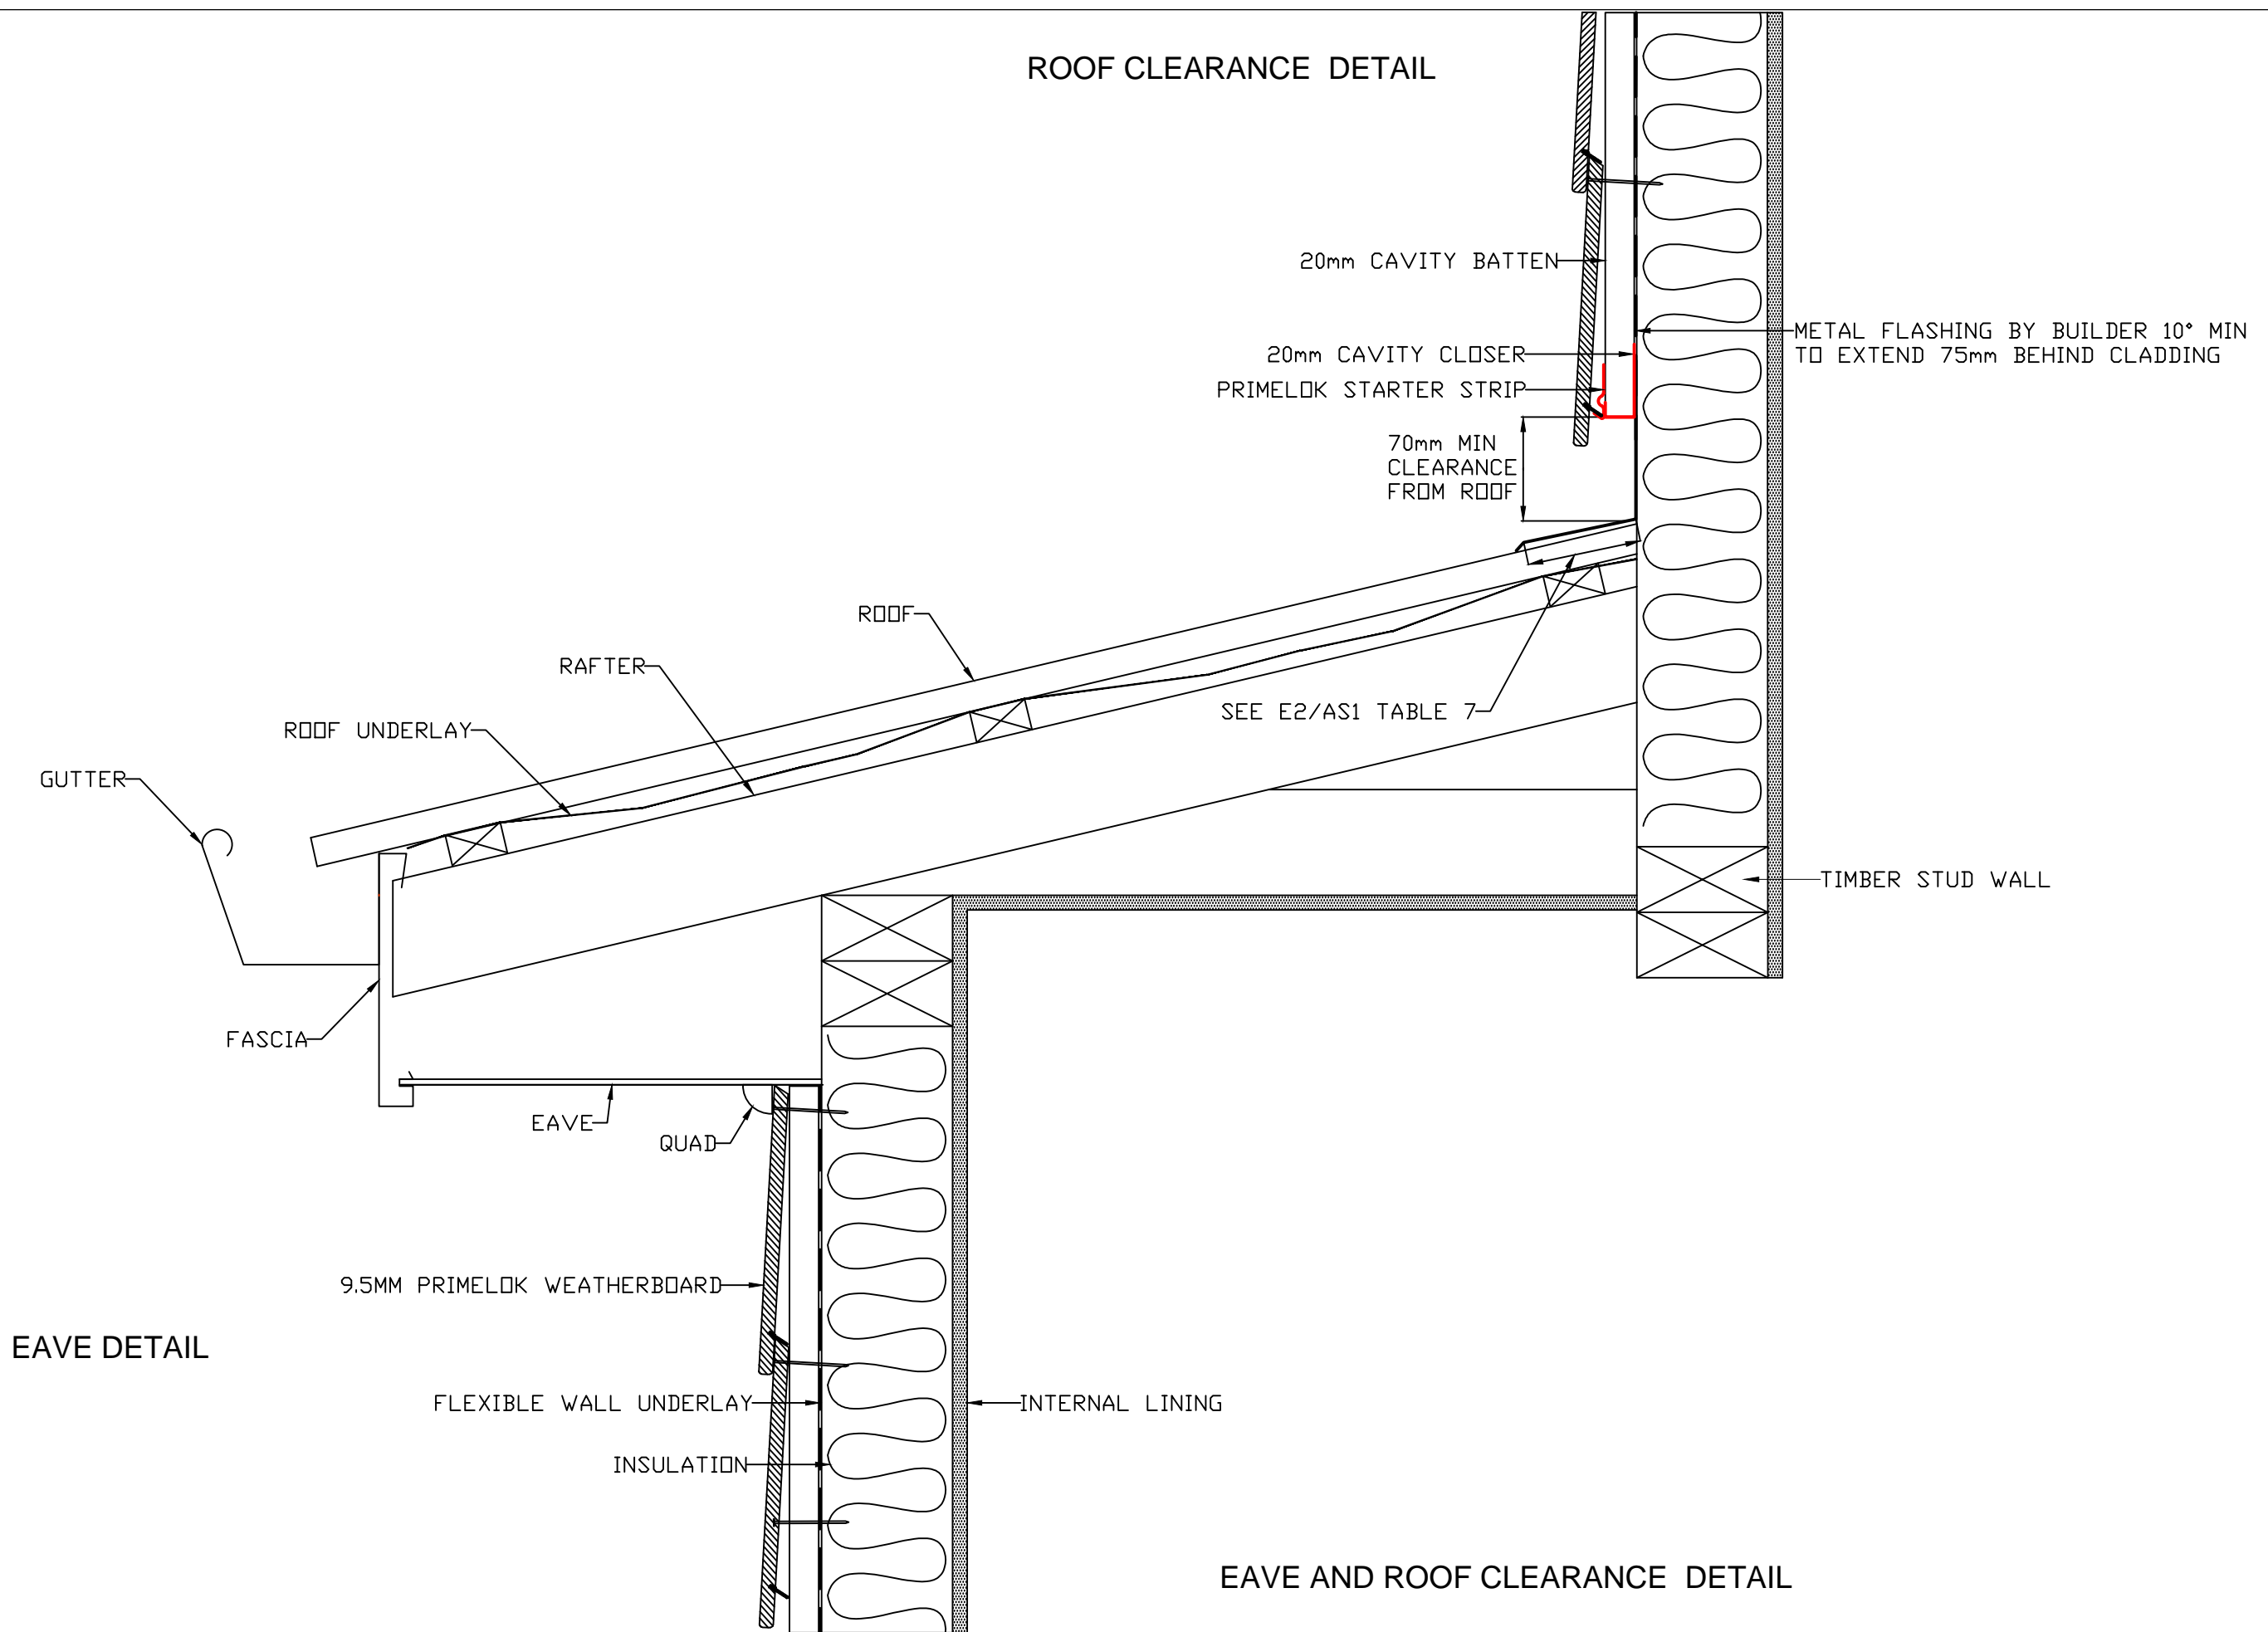 ROOF CLEARANCE DETAIL
20mm CAVITY BATTEN
METAL FLASHING BY BUILDER 10° MIN
TO EXTEND 75mm BEHIND CLADDING
20mm CAVITY CLOSER
PRIMELOK STARTER STRIP
70mm MIN
CLEARANCE
FROM ROOF
ROOF
RAFTER
SEE E2/AS1 TABLE 7
ROOF UNDERLAY
GUTTER
TIMBER STUD WALL
FASCIA
EAVE
QUAD
9.5MM PRIMELOK WEATHERBOARD
EAVE DETAIL
FLEXIBLE WALL UNDERLAY
INTERNAL LINING
INSULATION
EAVE AND ROOF CLEARANCE DETAIL